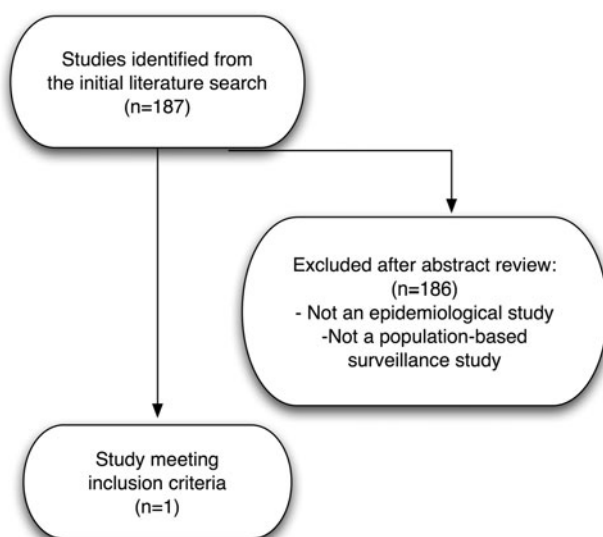 Studies identified from
the initial literature search
(n=187)
Excluded after abstract review:
(n=186)
- Not an epidemiological study
-Not a population-based
surveillance study
Study meeting
inclusion criteria
(n=1)